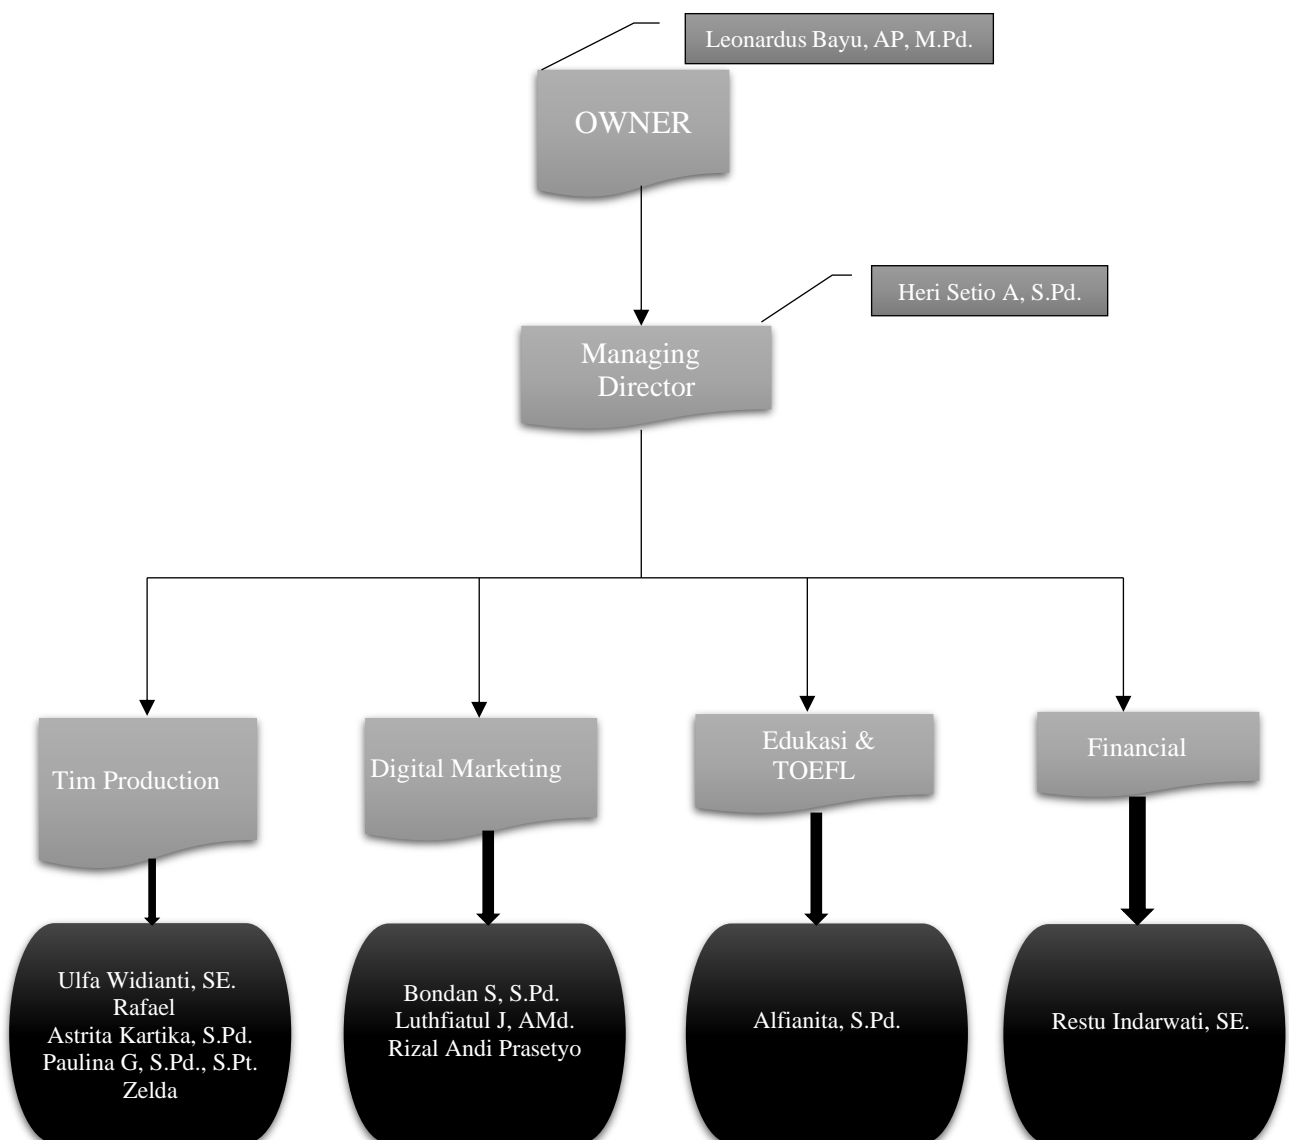 Leonardus Bayu, AP, M.Pd.
OWNER
Heri Setio A, S.Pd.
Managing
Director
Tim Production
Digital Marketing
Edukasi &
TOEFL
Financial
Ulfa Widianti, SE.
Rafael
Astrita Kartika, S.Pd.
Paulina G, S.Pd., S.Pt.
Zelda
Bondan S, S.Pd.
Luthfiatul J, AMd.
Rizal Andi Prasetyo
Alfianita, S.Pd.
Restu Indarwati, SE.